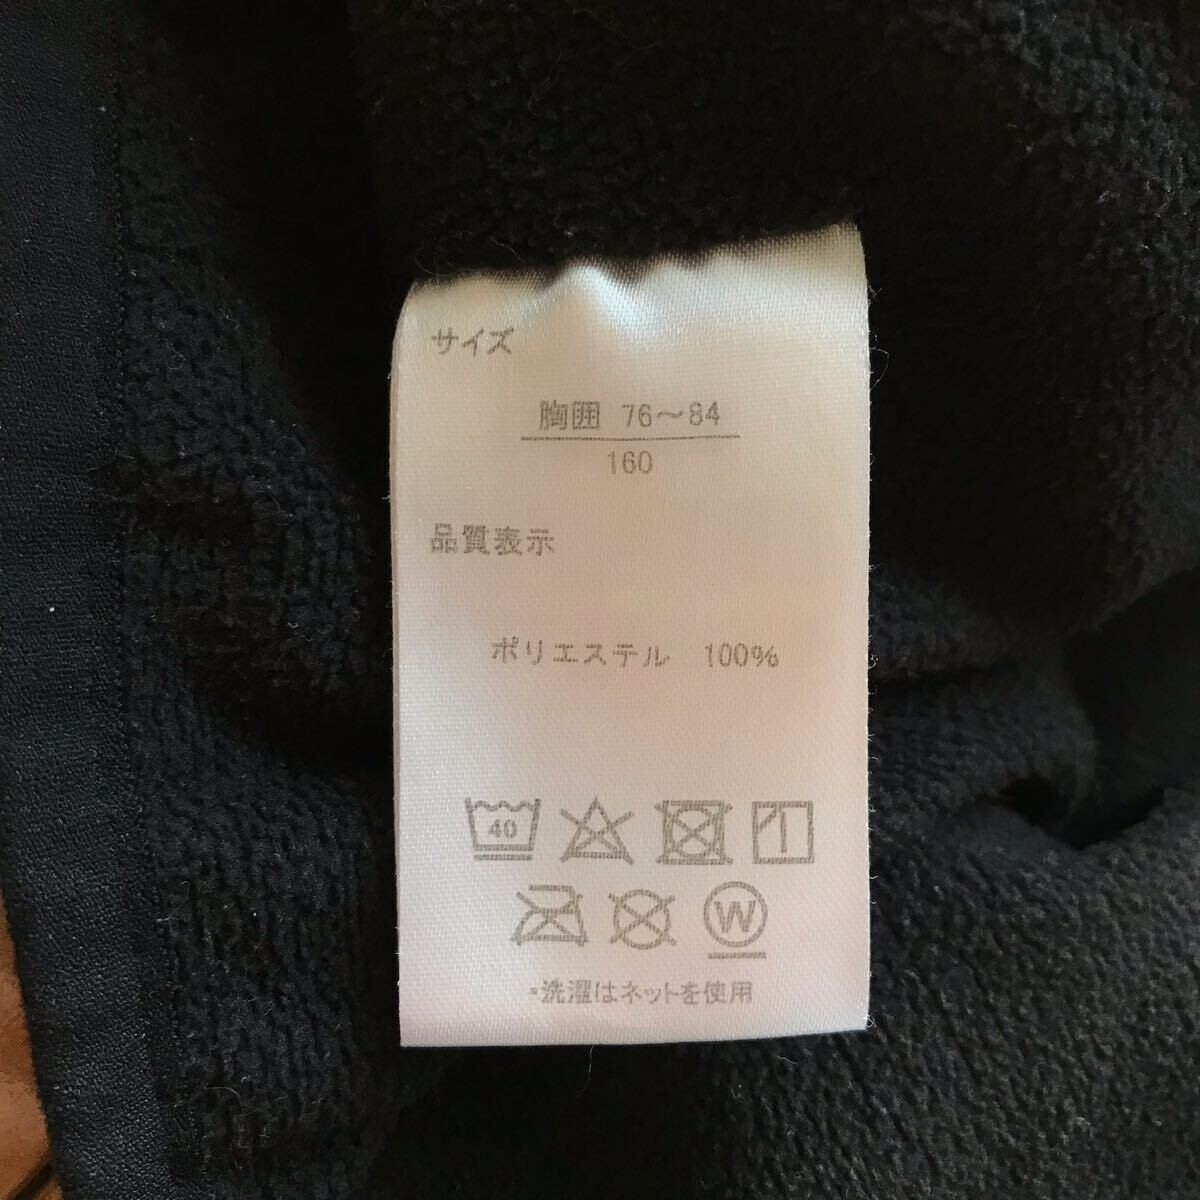 サイズ
胸囲 76～84
160
品質表示
ポリエステル 100%
40
W
・洗濯はネットを使用